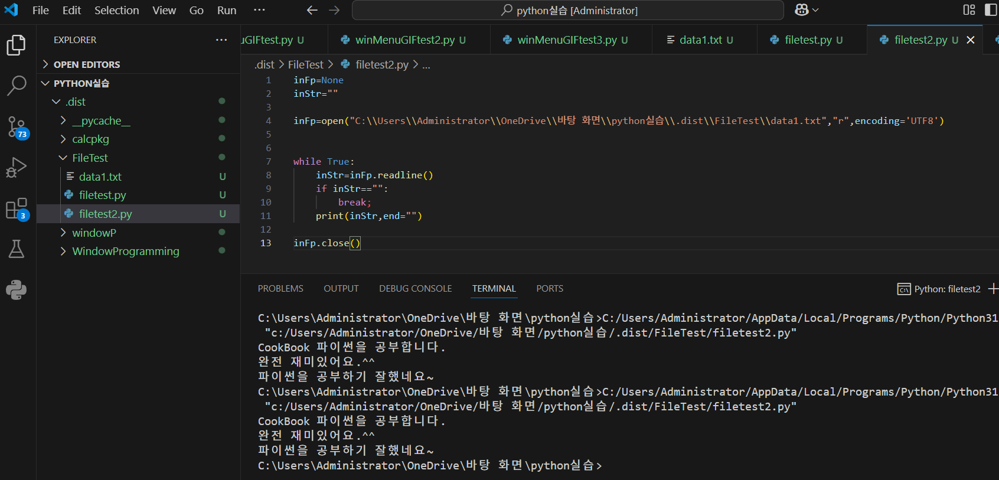 File Edit Selection View Go Run ··· python실습 [Administrator]
EXPLORER ···
uGIFtest.py U winMenuGIFtest2.py U winMenuGIFtest3.py U data1.txt U filetest.py U filetest2.py U
OPEN EDITORS
.dist > FileTest > filetest2.py > ...
PYTHON실습
.dist
__pycache__
73
calcpkg
FileTest
data1.txt U
filetest.py U
3
filetest2.py U
windowP
WindowProgramming
1 inFp=None
2 inStr=""
3
4 inFp=open("C:\\Users\\Administrator\\OneDrive\\바탕 화면\\python실습\\.dist\\FileTest\\data1.txt","r",encoding='UTF8')
5
6
7 while True:
8     inStr=inFp.readline()
9     if inStr=="":
10         break;
11     print(inStr,end="")
12
13 inFp.close()
PROBLEMS OUTPUT DEBUG CONSOLE TERMINAL PORTS Python: filetest2
C:\Users\Administrator\OneDrive\바탕 화면\python실습>C:/Users/Administrator/AppData/Local/Programs/Python/Python31
"c:/Users/Administrator/OneDrive/바탕 화면/python실습/.dist/FileTest/filetest2.py"
CookBook 파이썬을 공부합니다.
완전 재미있어요.^^
파이썬을 공부하기 잘했네요~
C:\Users\Administrator\OneDrive\바탕 화면\python실습>C:/Users/Administrator/AppData/Local/Programs/Python/Python31
"c:/Users/Administrator/OneDrive/바탕 화면/python실습/.dist/FileTest/filetest2.py"
CookBook 파이썬을 공부합니다.
완전 재미있어요.^^
파이썬을 공부하기 잘했네요~
C:\Users\Administrator\OneDrive\바탕 화면\python실습>